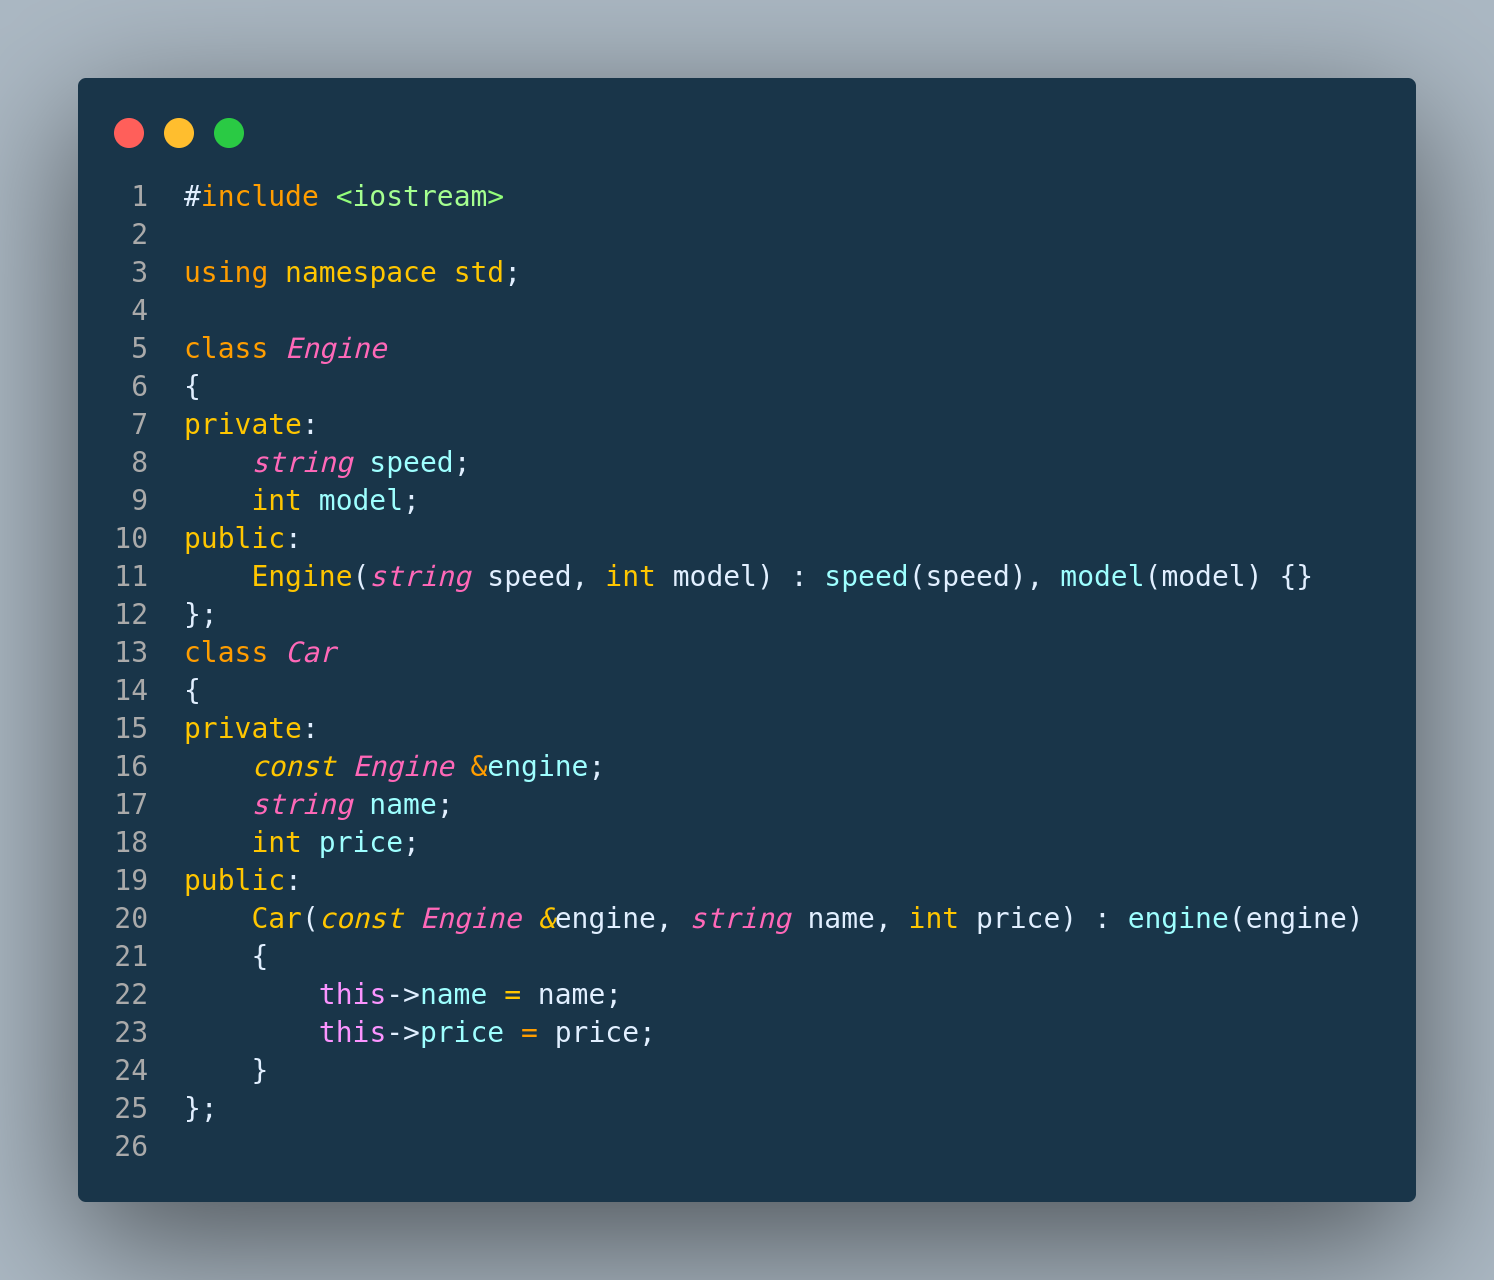 1 #include <iostream>
2
3 using namespace std;
4
5 class Engine
6 {
7 private:
8     string speed;
9     int model;
10 public:
11     Engine(string speed, int model) : speed(speed), model(model) {}
12 };
13 class Car
14 {
15 private:
16     const Engine &engine;
17     string name;
18     int price;
19 public:
20     Car(const Engine &engine, string name, int price) : engine(engine)
21     {
22         this->name = name;
23         this->price = price;
24     }
25 };
26